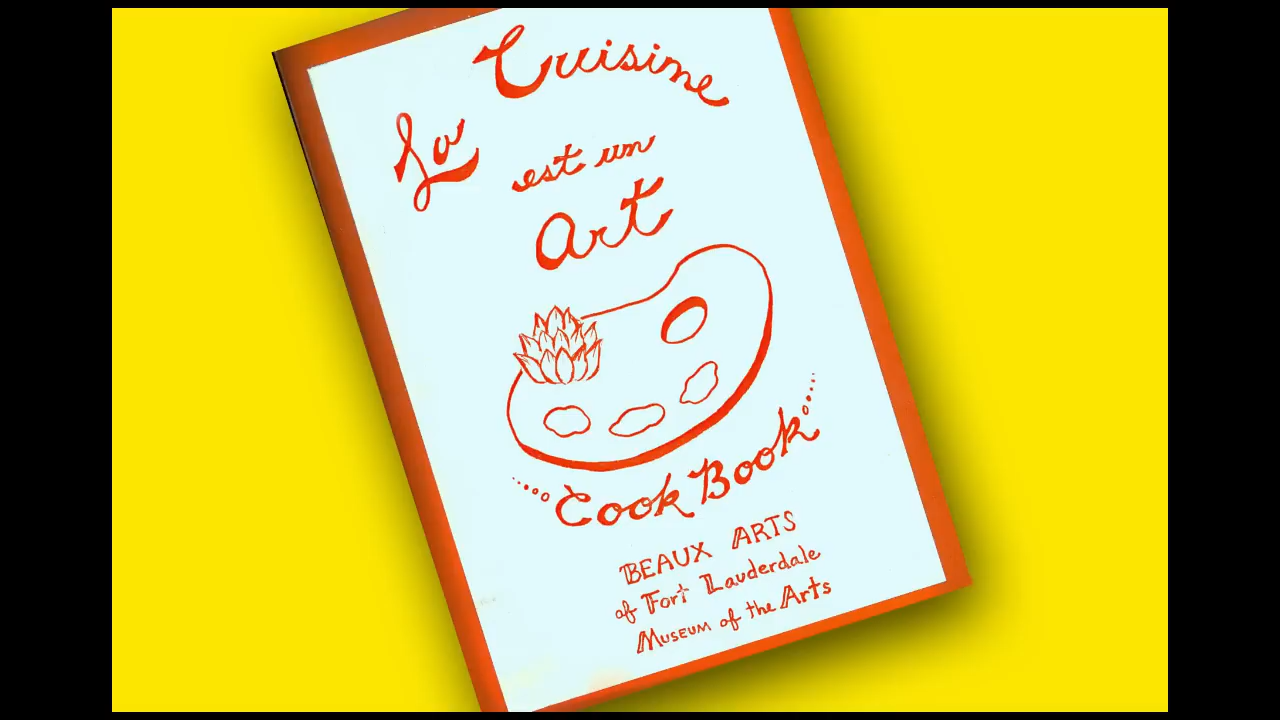 La Cuisine
est un
Art
Cook Book
BEAUX ARTS
of Fort Lauderdale
MUSEUM of the Arts